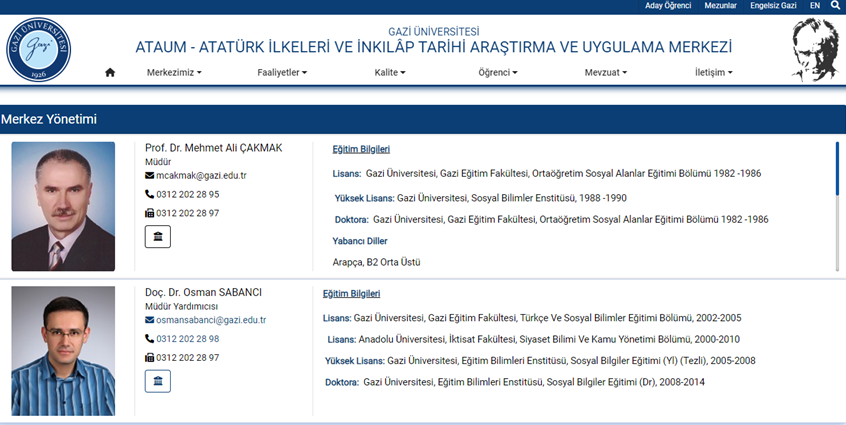 Aday Öğrenci Mezunlar Engelsiz Gazi EN
GAZİ ÜNİVERSİTESİ
Gazi
1926
GAZİ ÜNİVERSİTESİ
ATAUM - ATATÜRK İLKELERİ VE İNKILÂP TARİHİ ARAŞTIRMA VE UYGULAMA MERKEZİ
Merkezimiz Faaliyetler Kalite Öğrenci Mevzuat İletişim
Merkez Yönetimi
Prof. Dr. Mehmet Ali ÇAKMAK
Müdür
mcakmak@gazi.edu.tr
0312 202 28 95
0312 202 28 97
Eğitim Bilgileri
Lisans: Gazi Üniversitesi, Gazi Eğitim Fakültesi, Ortaöğretim Sosyal Alanlar Eğitimi Bölümü 1982 -1986
Yüksek Lisans: Gazi Üniversitesi, Sosyal Bilimler Enstitüsü, 1988 -1990
Doktora: Gazi Üniversitesi, Gazi Eğitim Fakültesi, Ortaöğretim Sosyal Alanlar Eğitimi Bölümü 1982 -1986
Yabancı Diller
Arapça, B2 Orta Üstü
Doç. Dr. Osman SABANCI
Müdür Yardımcısı
osmansabanci@gazi.edu.tr
0312 202 28 98
0312 202 28 97
Eğitim Bilgileri
Lisans: Gazi Üniversitesi, Gazi Eğitim Fakültesi, Türkçe Ve Sosyal Bilimler Eğitimi Bölümü, 2002-2005
Lisans: Anadolu Üniversitesi, İktisat Fakültesi, Siyaset Bilimi Ve Kamu Yönetimi Bölümü, 2000-2010
Yüksek Lisans: Gazi Üniversitesi, Eğitim Bilimleri Enstitüsü, Sosyal Bilgiler Eğitimi (Yl) (Tezli), 2005-2008
Doktora: Gazi Üniversitesi, Eğitim Bilimleri Enstitüsü, Sosyal Bilgiler Eğitimi (Dr), 2008-2014